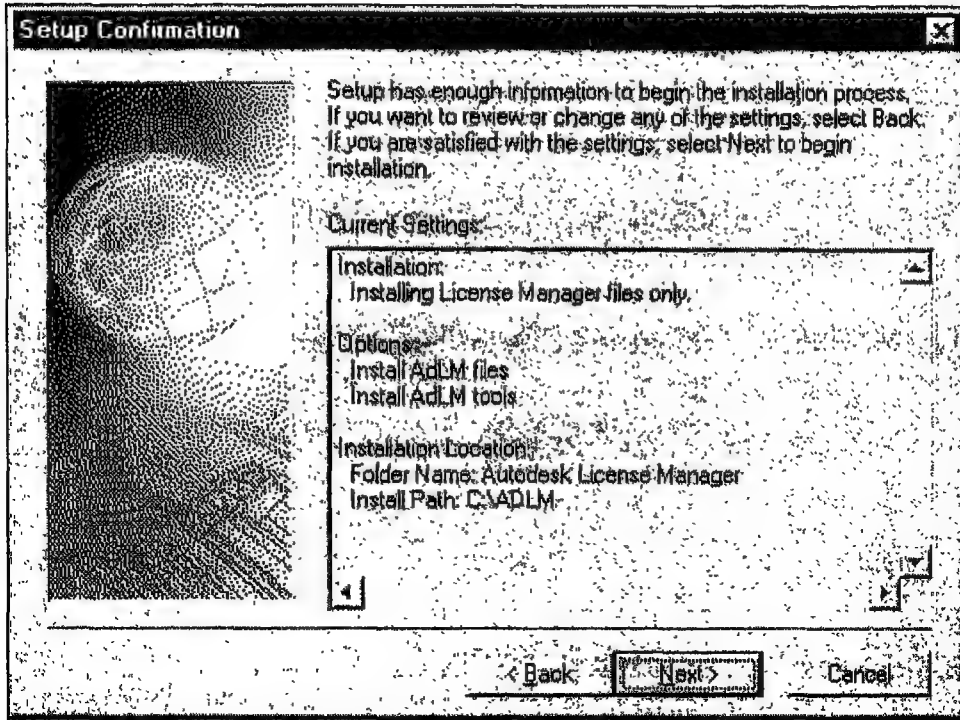 Setup Confirmation
Setup has enough information to begin the installation process.
If you want to review or change any of the settings, select Back.
If you are satisfied with the settings, select Next to begin
installation.
Current Settings:
Installation:
Installing License Manager files only.
Options:
Install AdLM files
Install AdLM tools
Installation Location:
Folder Name: Autodesk License Manager
Install Path: C:\ADLM
< Back
Next >
Cancel